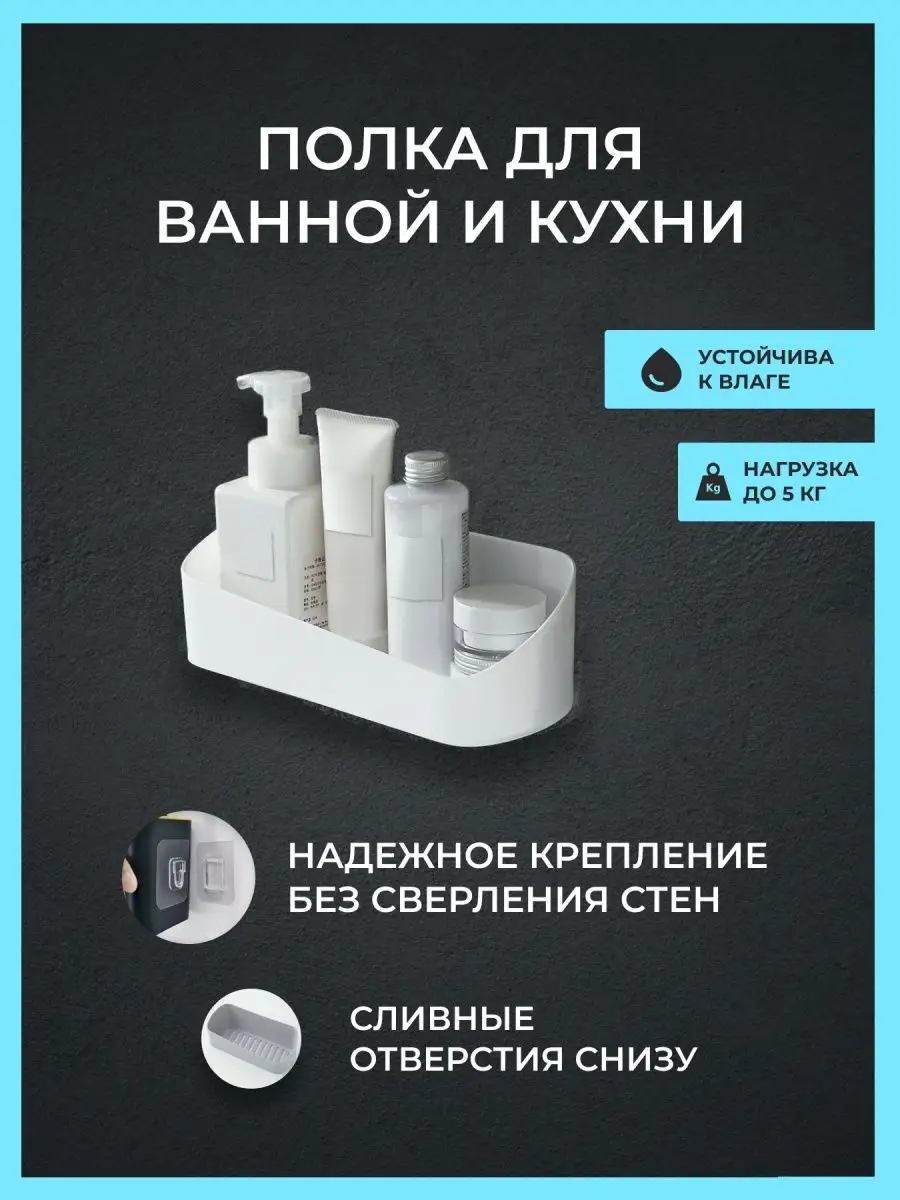 ПОЛКА ДЛЯ
ВАННОЙ И КУХНИ
УСТОЙЧИВА
К ВЛАГЕ
Kg
НАГРУЗКА
ДО 5 КГ
НАДЕЖНОЕ КРЕПЛЕНИЕ
БЕЗ СВЕРЛЕНИЯ СТЕН
СЛИВНЫЕ
ОТВЕРСТИЯ СНИЗУ